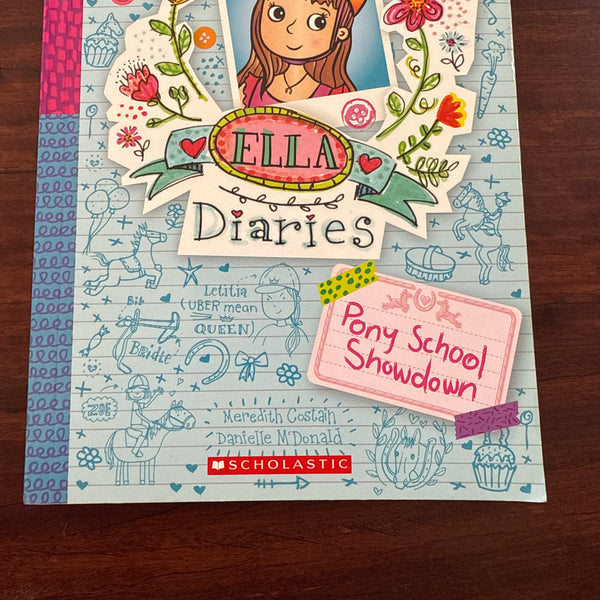 ELLA
Diaries
Letitia
(UBER mean
QUEEN)
Bib
Bridie
Pony School
Showdown
ZOE
Meredith Costain
Danielle McDonald
SCHOLASTIC